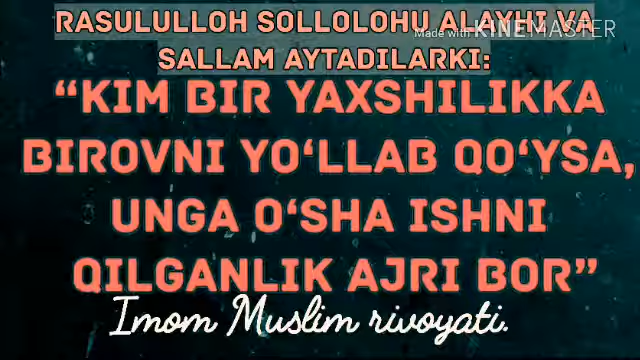 RASULULLOH SOLLOLOHU ALAYHI VA
Made with KINEMASTER
SALLAM AYTADILARKI:
“KIM BIR YAXSHILIKKA
BIROVNI YO‘LLAB QO‘YSA,
UNGA O‘SHA ISHNI
QILGANLIK AJRI BOR”
Imom Muslim rivoyati.